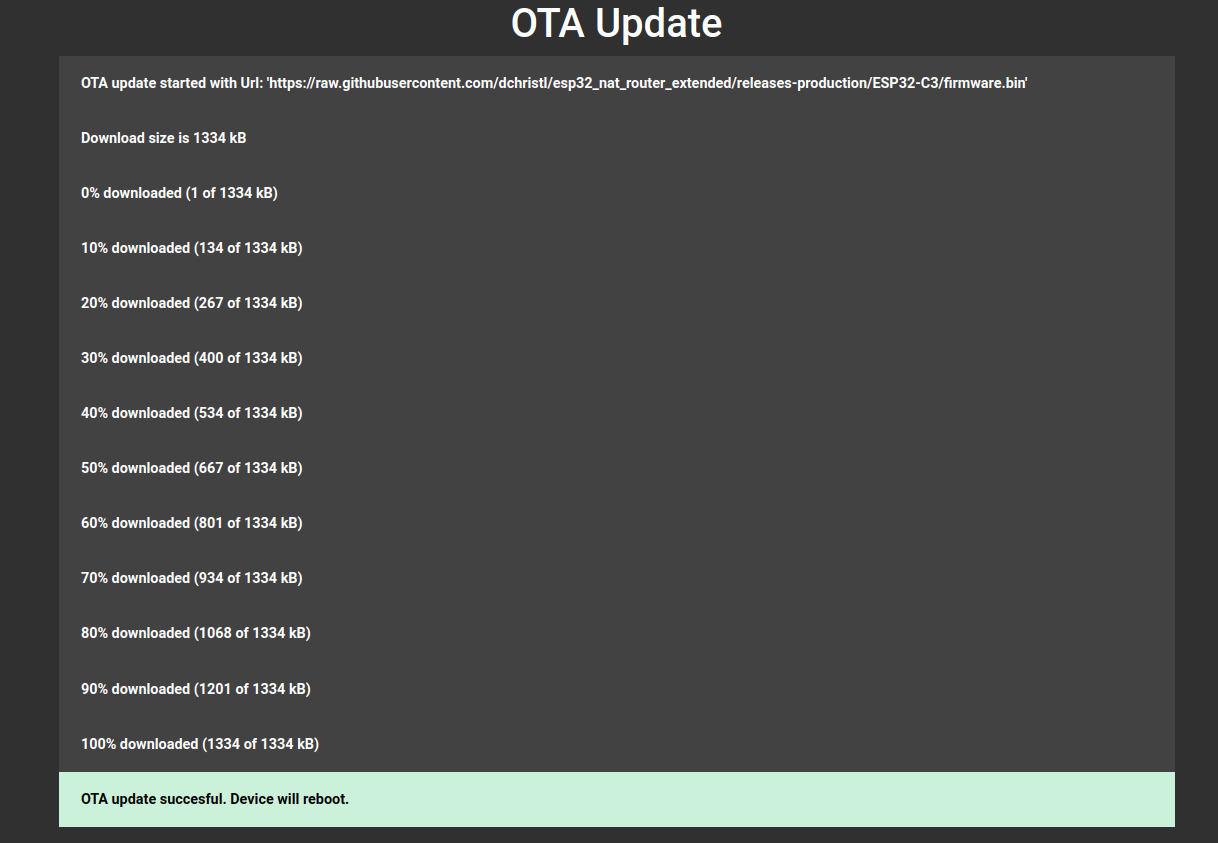 OTA Update
OTA update started with Url: 'https://raw.githubusercontent.com/dchristl/esp32_nat_router_extended/releases-production/ESP32-C3/firmware.bin'
Download size is 1334 kB
0% downloaded (1 of 1334 kB)
10% downloaded (134 of 1334 kB)
20% downloaded (267 of 1334 kB)
30% downloaded (400 of 1334 kB)
40% downloaded (534 of 1334 kB)
50% downloaded (667 of 1334 kB)
60% downloaded (801 of 1334 kB)
70% downloaded (934 of 1334 kB)
80% downloaded (1068 of 1334 kB)
90% downloaded (1201 of 1334 kB)
100% downloaded (1334 of 1334 kB)
OTA update succesful. Device will reboot.